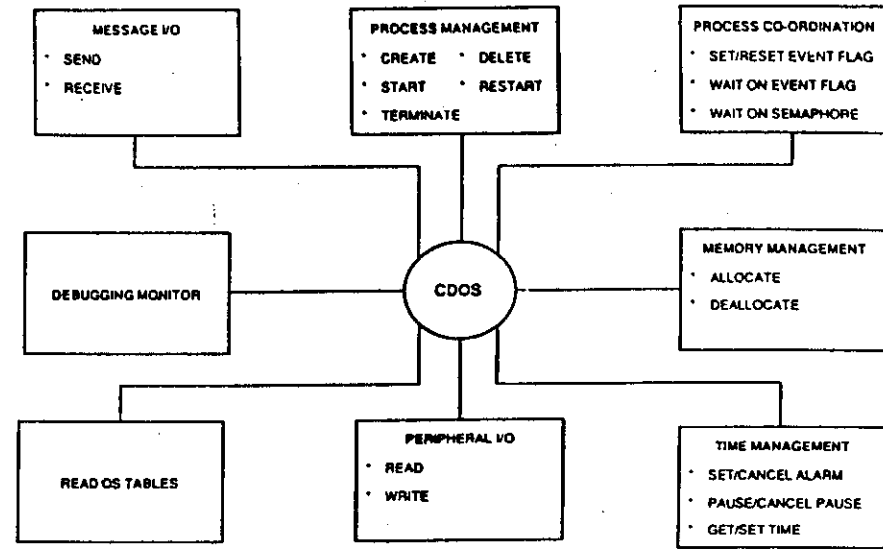 MESSAGE I/O
* SEND
* RECEIVE
PROCESS MANAGEMENT
* CREATE * DELETE
* START * RESTART
* TERMINATE
PROCESS CO-ORDINATION
* SET/RESET EVENT FLAG
* WAIT ON EVENT FLAG
* WAIT ON SEMAPHORE
DEBUGGING MONITOR
CDOS
MEMORY MANAGEMENT
* ALLOCATE
* DEALLOCATE
READ OS TABLES
PERIPHERAL I/O
* READ
* WRITE
TIME MANAGEMENT
* SET/CANCEL ALARM
* PAUSE/CANCEL PAUSE
* GET/SET TIME